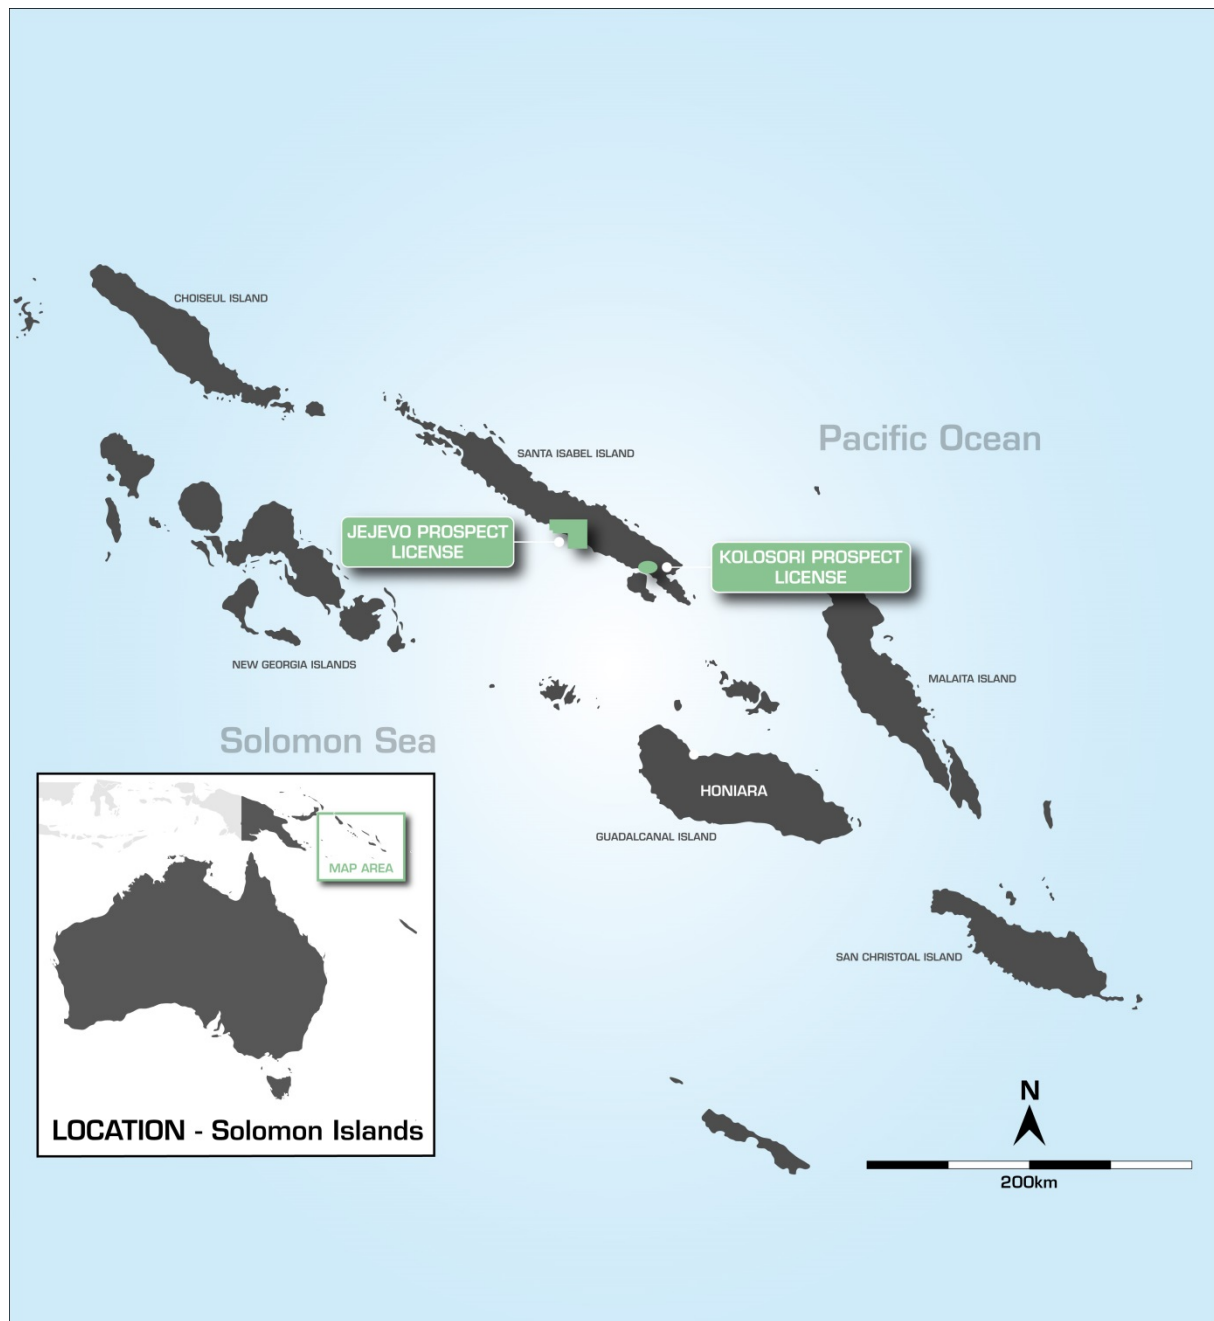 CHOISEUL ISLAND
Pacific Ocean
SANTA ISABEL ISLAND
JEJEVO PROSPECT
LICENSE
KOLOSORI PROSPECT
LICENSE
NEW GEORGIA ISLANDS
MALAITA ISLAND
Solomon Sea
HONIARA
GUADALCANAL ISLAND
MAP AREA
SAN CHRISTOAL ISLAND
LOCATION - Solomon Islands
N
200km